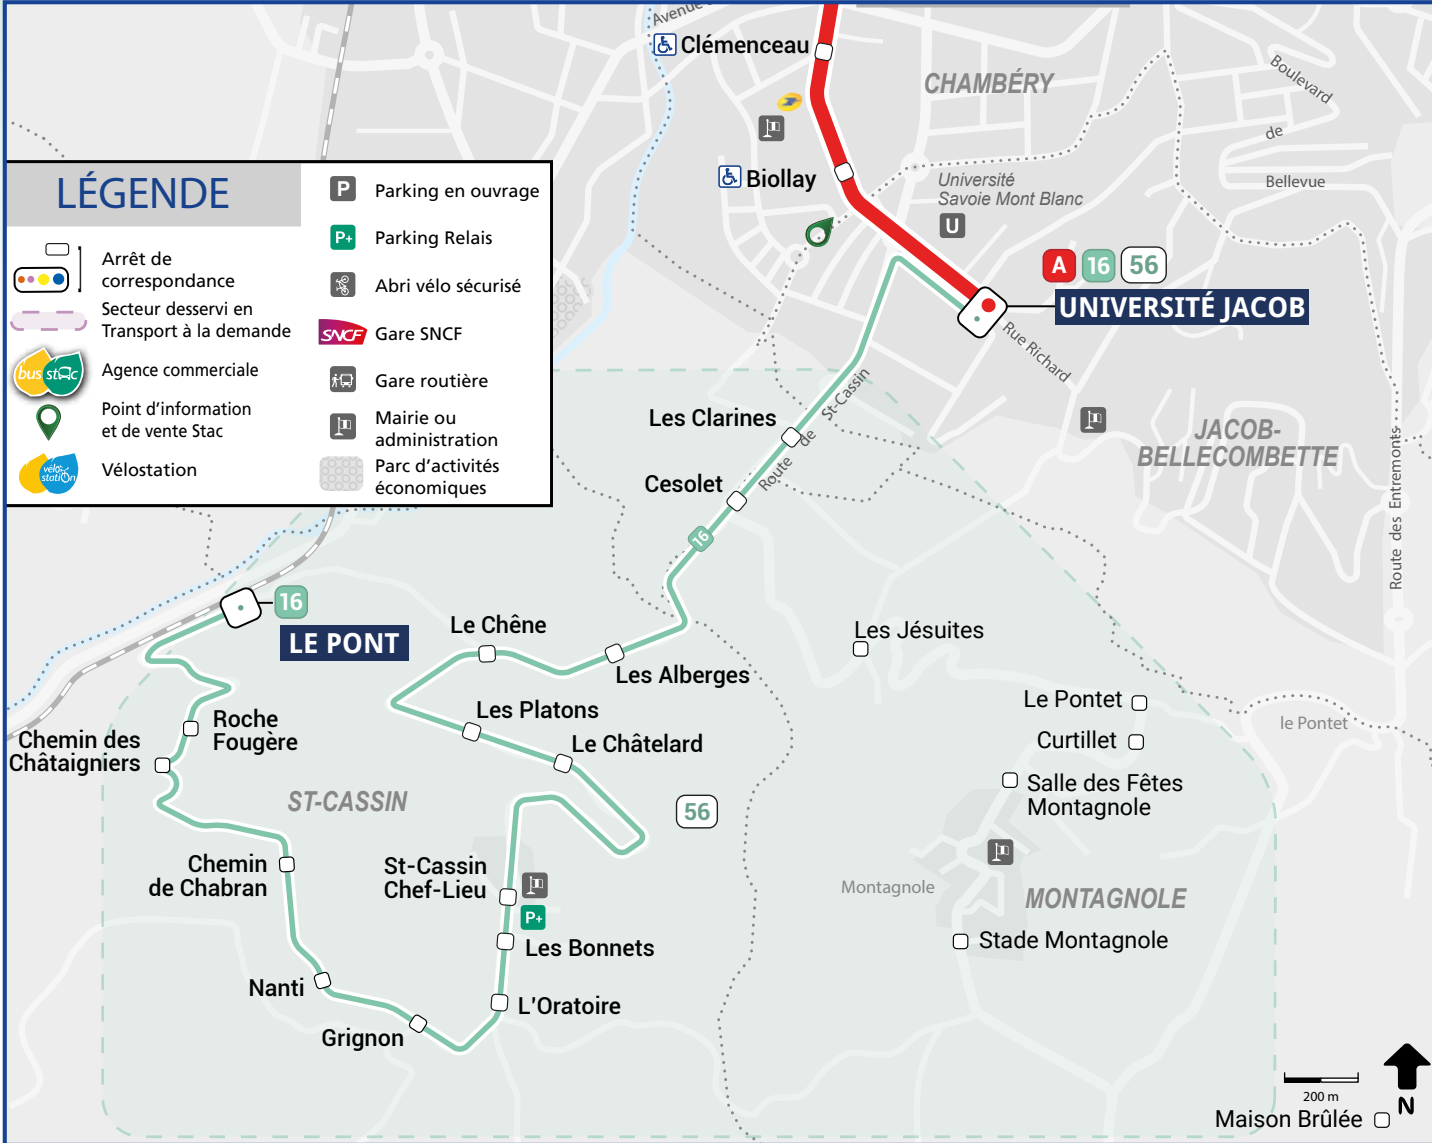 Avenue
Clémenceau
CHAMBÉRY
Boulevard
de
Bellevue
Biollay
Université
Savoie Mont Blanc
U
A 16 56
UNIVERSITÉ JACOB
Rue Richard
LÉGENDE
Arrêt de
correspondance
Secteur desservi en
Transport à la demande
bus stac
Agence commerciale
Point d'information
et de vente Stac
vélo
station
Vélostation
P
Parking en ouvrage
P+
Parking Relais
Abri vélo sécurisé
SNCF
Gare SNCF
Gare routière
Mairie ou
administration
Parc d'activités
économiques
Les Clarines
Route de St-Cassin
Cesolet
16
JACOB-
BELLECOMBETTE
Route des Entremonts
16
LE PONT
Le Chêne
Les Alberges
Les Jésuites
Les Platons
Le Châtelard
Le Pontet
le Pontet
Curtillet
Roche
Fougère
Chemin des
Châtaigniers
Salle des Fêtes
Montagnole
ST-CASSIN
56
Chemin
de Chabran
St-Cassin
Chef-Lieu
P+
Montagnole
MONTAGNOLE
Les Bonnets
Stade Montagnole
Nanti
L'Oratoire
Grignon
200 m
N
Maison Brûlée